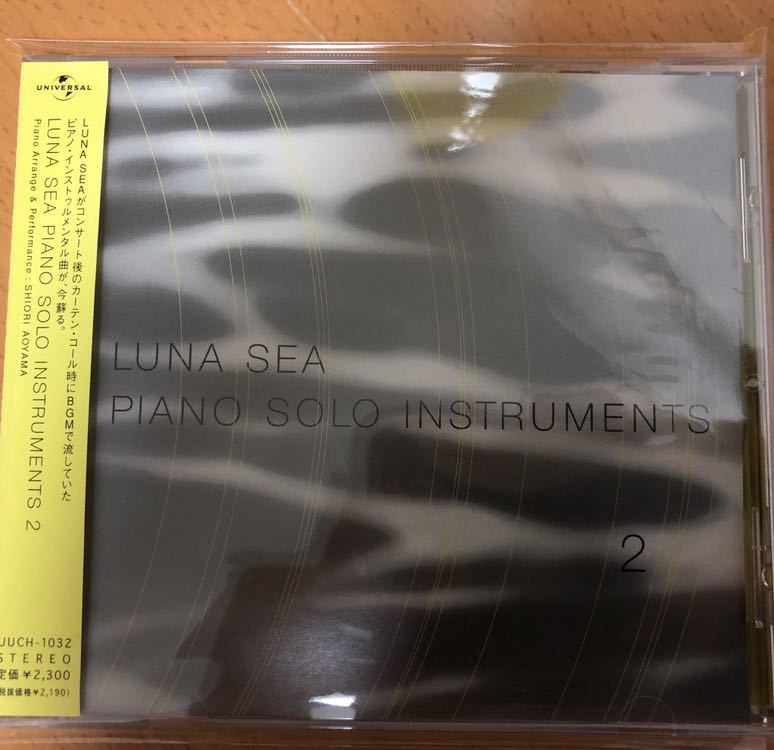 UNIVERSAL
LUNA SEAがコンサート後のカーテン・コール時にBGMで流していた
ピアノ・インストゥルメンタル曲が、今蘇る。
LUNA SEA PIANO SOLO INSTRUMENTS 2
Piano Arrange & Performance : SHIORI AOYAMA
UUCH-1032
STEREO
定価¥2,300
(税抜価格¥2,190)
LUNA SEA
PIANO SOLO INSTRUMENTS
2